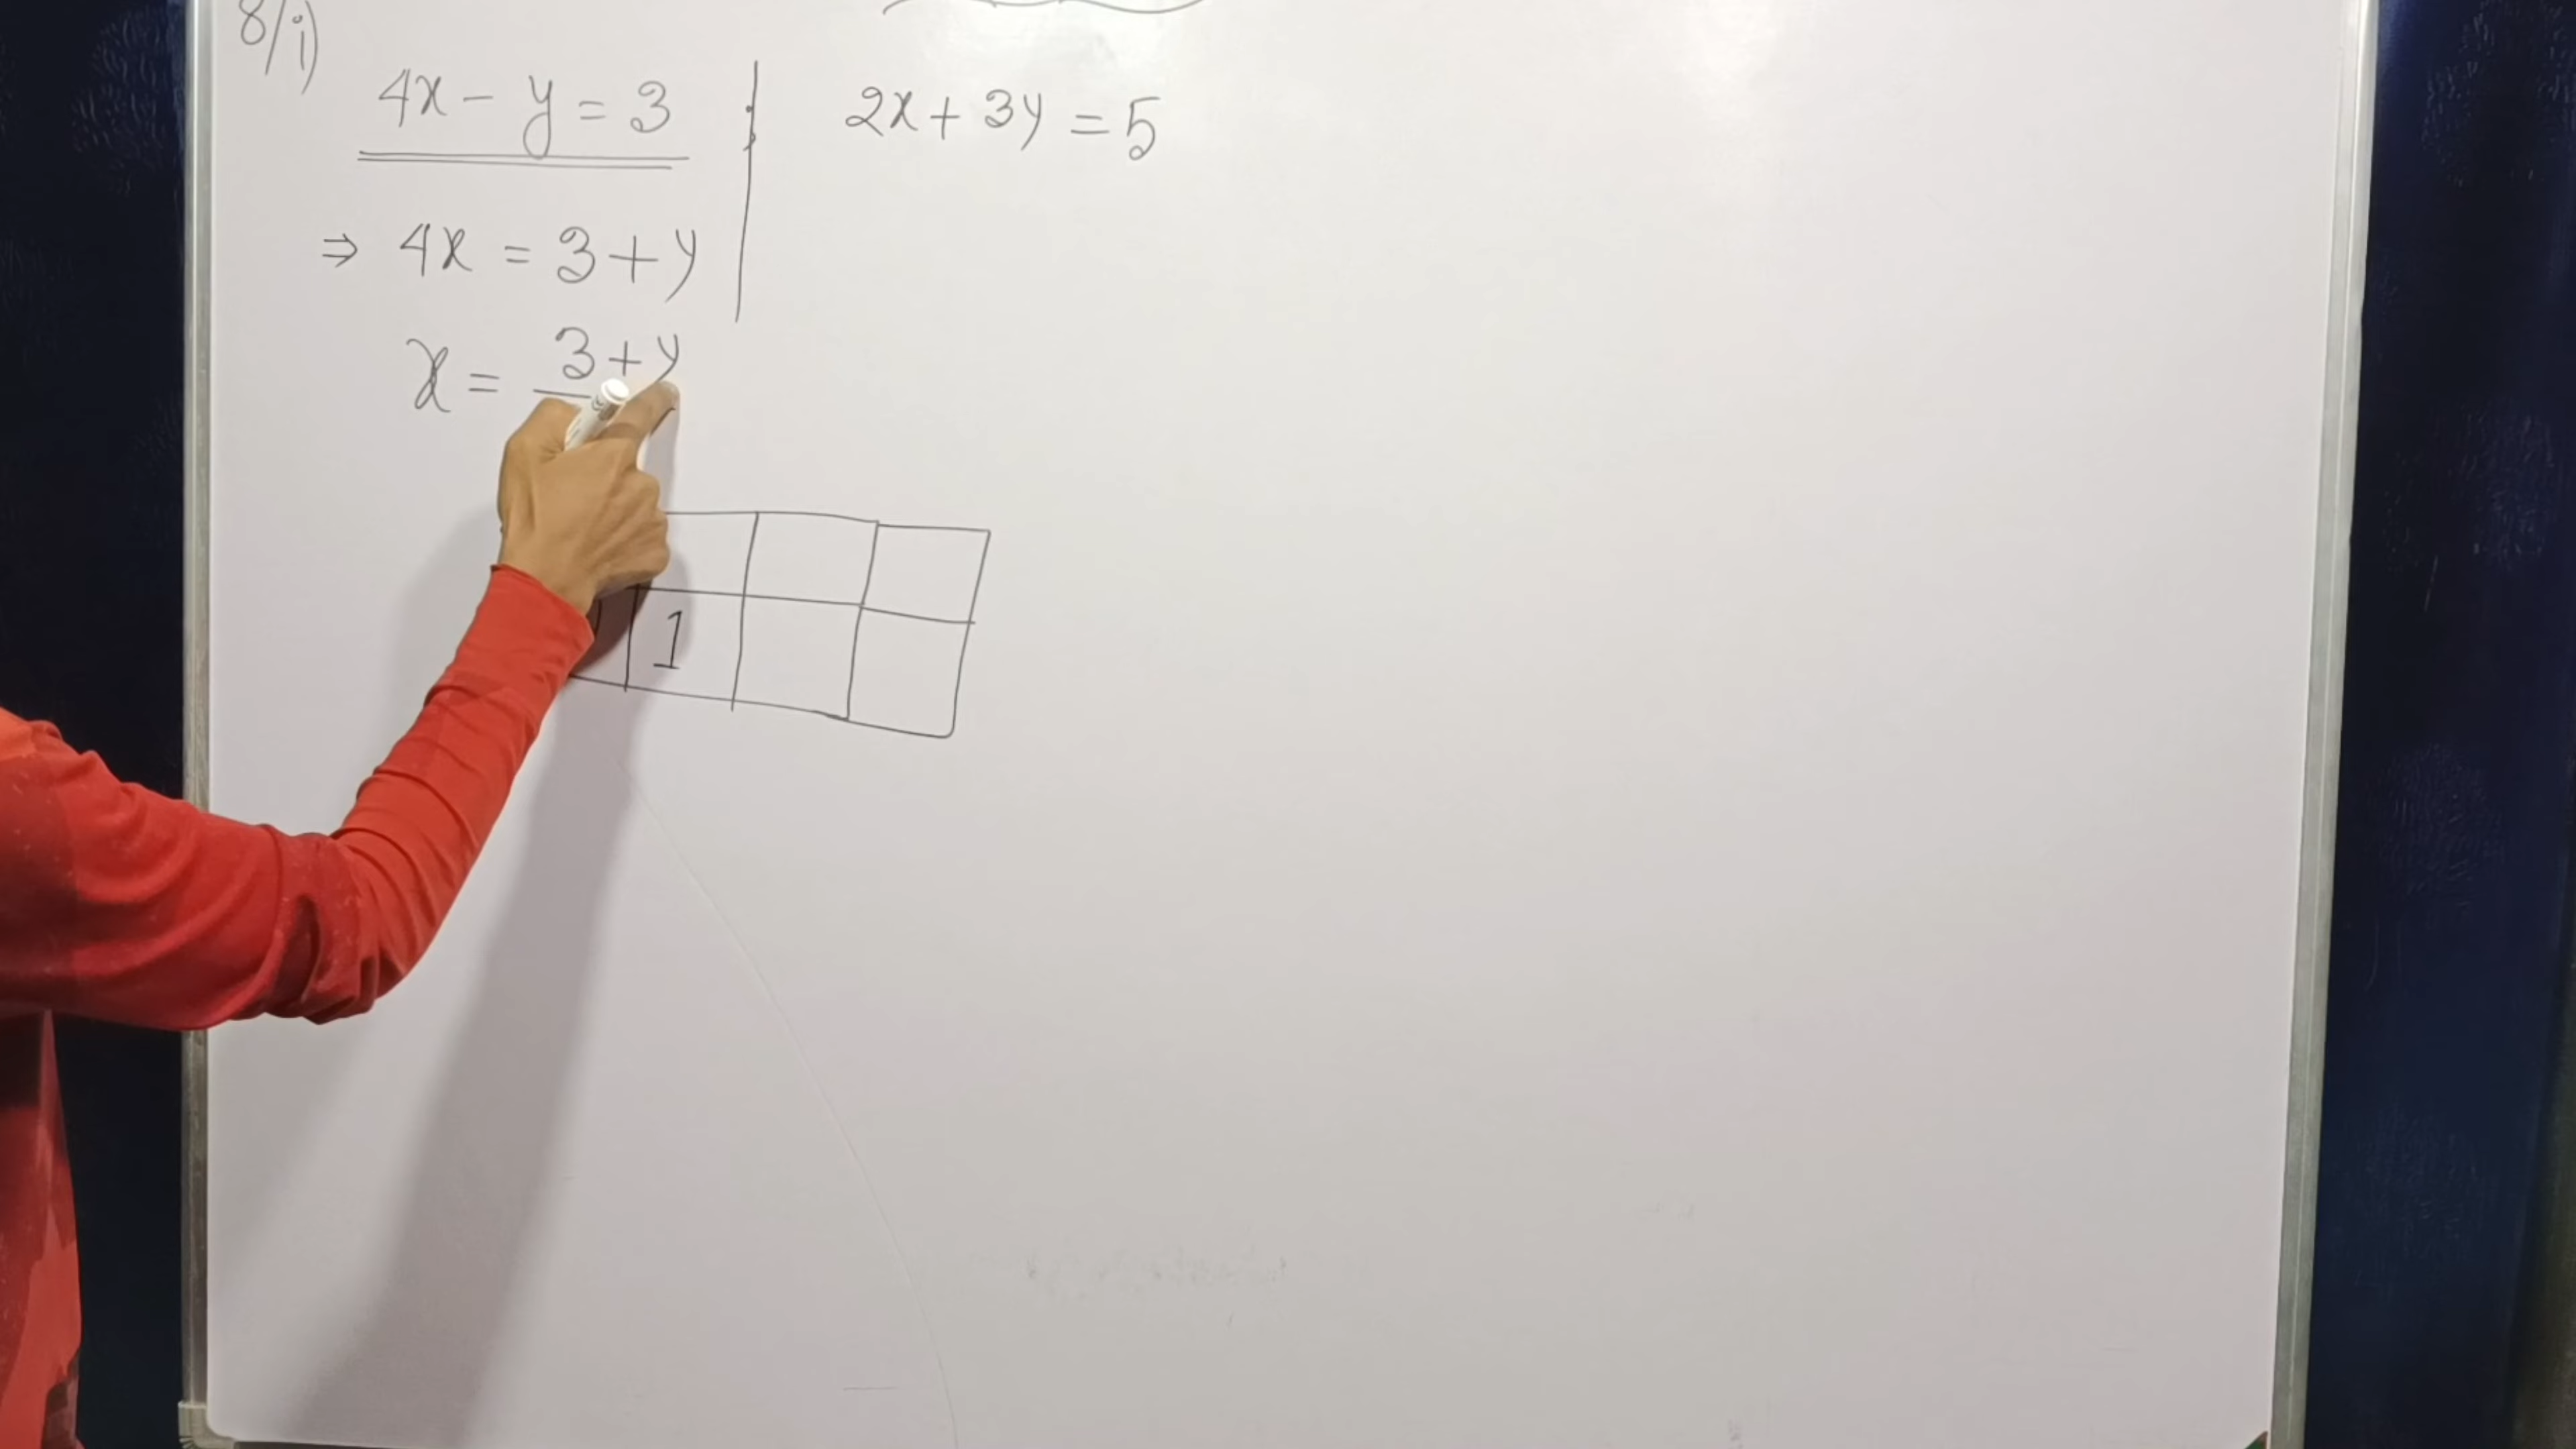 8/i)
4x - y = 3 ; 2x + 3y = 5
⇒ 4x = 3 + y
x = 3 + y
1